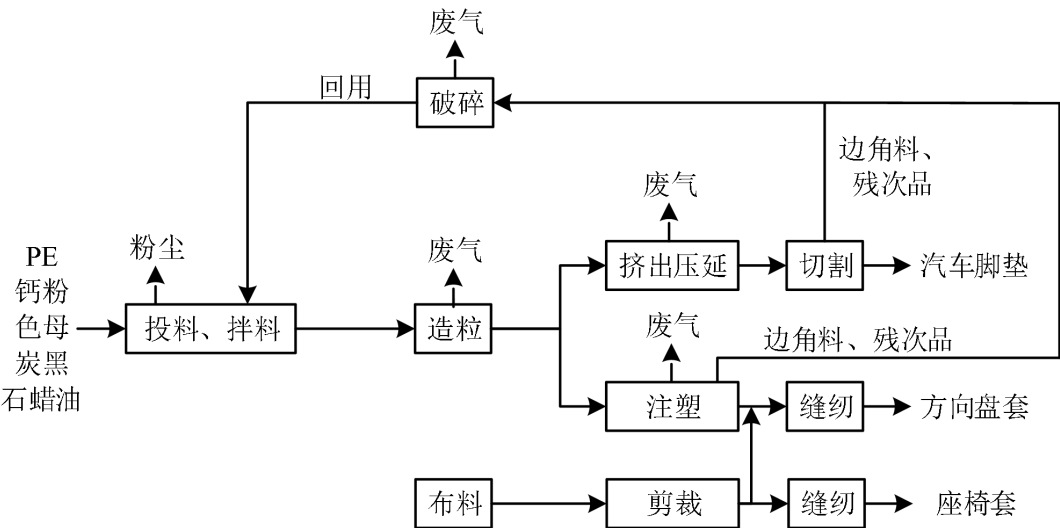 废气
回用
破碎
边角料、
残次品
废气
PE
钙粉
色母
炭黑
石蜡油
粉尘
投料、拌料
废气
造粒
挤出压延
切割
汽车脚垫
废气
边角料、残次品
注塑
缝纫
方向盘套
布料
剪裁
缝纫
座椅套